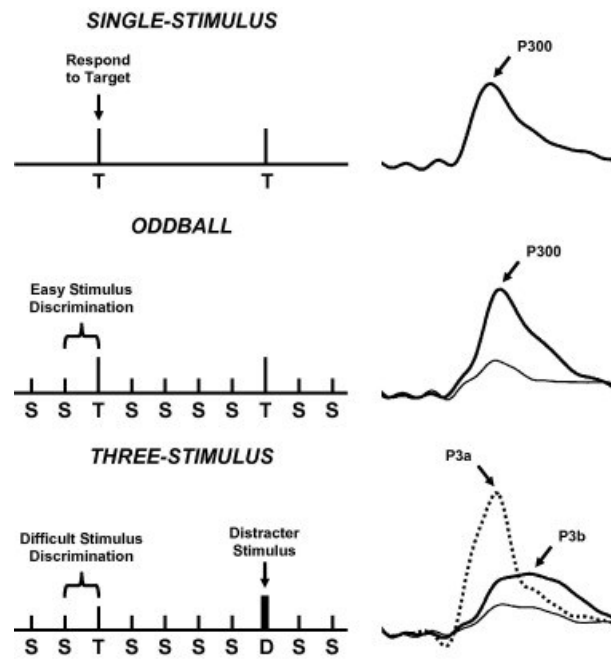 SINGLE-STIMULUS
Respond
to Target
P300
T T
ODDBALL
P300
Easy Stimulus
Discrimination
S S T S S S S T S S
THREE-STIMULUS
P3a
Difficult Stimulus
Discrimination
Distracter
Stimulus
P3b
S S T S S S S D S S